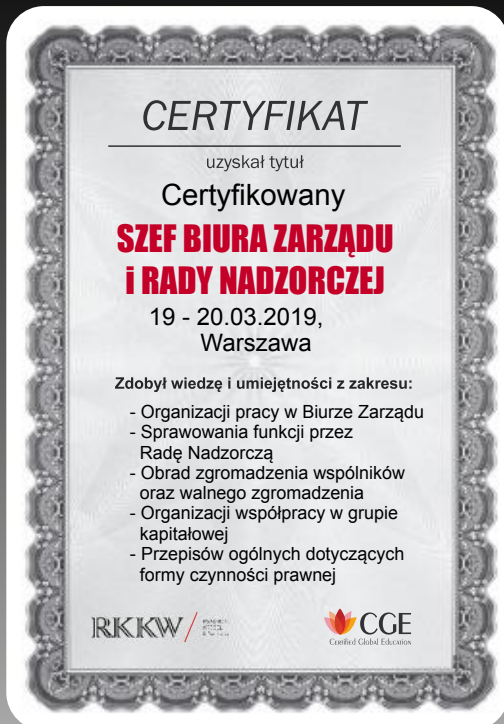 CERTYFIKAT
uzyskał tytuł
Certyfikowany
SZEF BIURA ZARZĄDU
i RADY NADZORCZEJ
19 - 20.03.2019,
Warszawa
Zdobył wiedzę i umiejętności z zakresu:
- Organizacji pracy w Biurze Zarządu
- Sprawowania funkcji przez
Radę Nadzorczą
- Obrad zgromadzenia wspólników
oraz walnego zgromadzenia
- Organizacji współpracy w grupie
kapitałowej
- Przepisów ogólnych dotyczących
formy czynności prawnej
RKKW
CGE
Certified Global Education